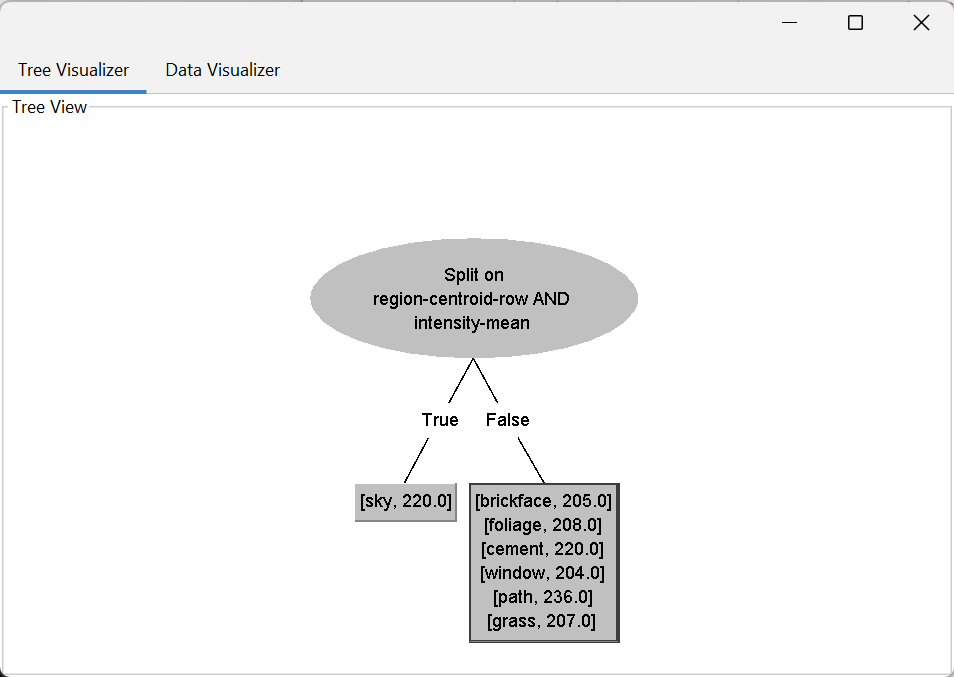 Tree Visualizer Data Visualizer
Tree View
Split on
region-centroid-row AND
intensity-mean
True False
[sky, 220.0]
[brickface, 205.0]
[foliage, 208.0]
[cement, 220.0]
[window, 204.0]
[path, 236.0]
[grass, 207.0]